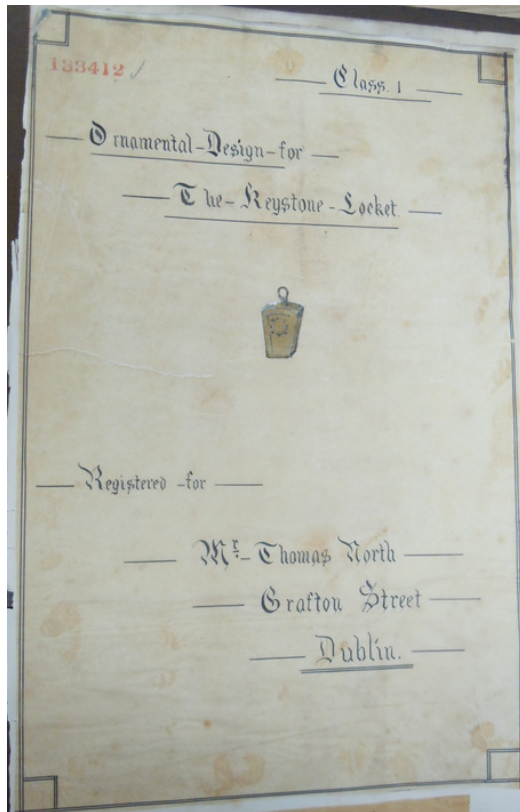 133412 ✓
Class. 1
Ornamental-Design-for
The-Keystone-Locket.
Registered-for
Mr.-Thomas North
Grafton Street
Dublin.